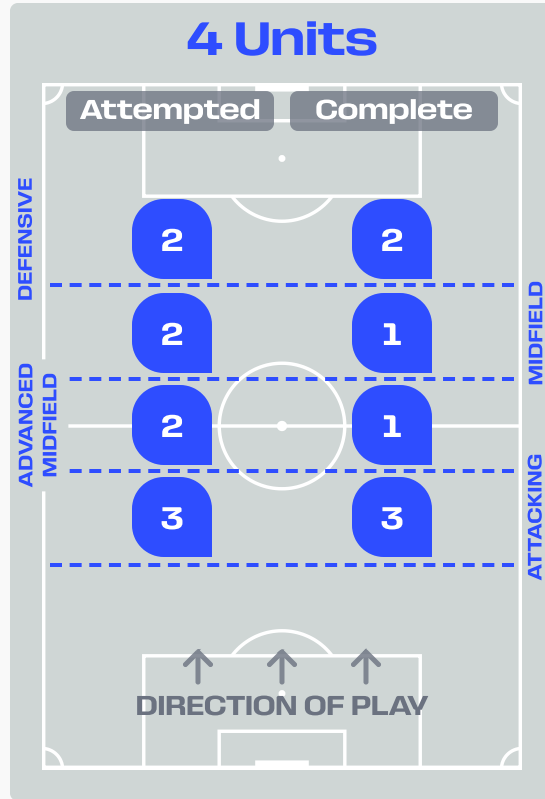 4 Units
Attempted Complete
DEFENSIVE
2 2
MIDFIELD
2 1
ADVANCED
MIDFIELD
2 1
ATTACKING
3 3
DIRECTION OF PLAY